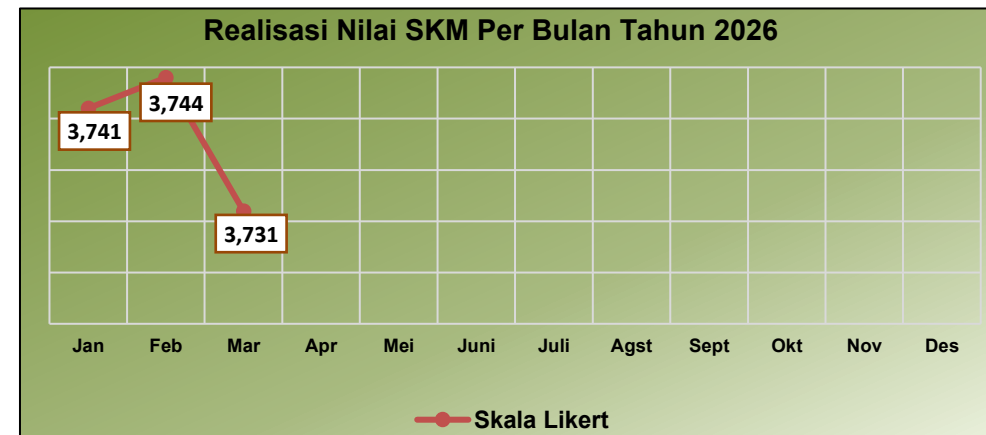 Realisasi Nilai SKM Per Bulan Tahun 2026
3,741
3,744
3,731
Jan Feb Mar Apr Mei Juni Juli Agst Sept Okt Nov Des
Skala Likert